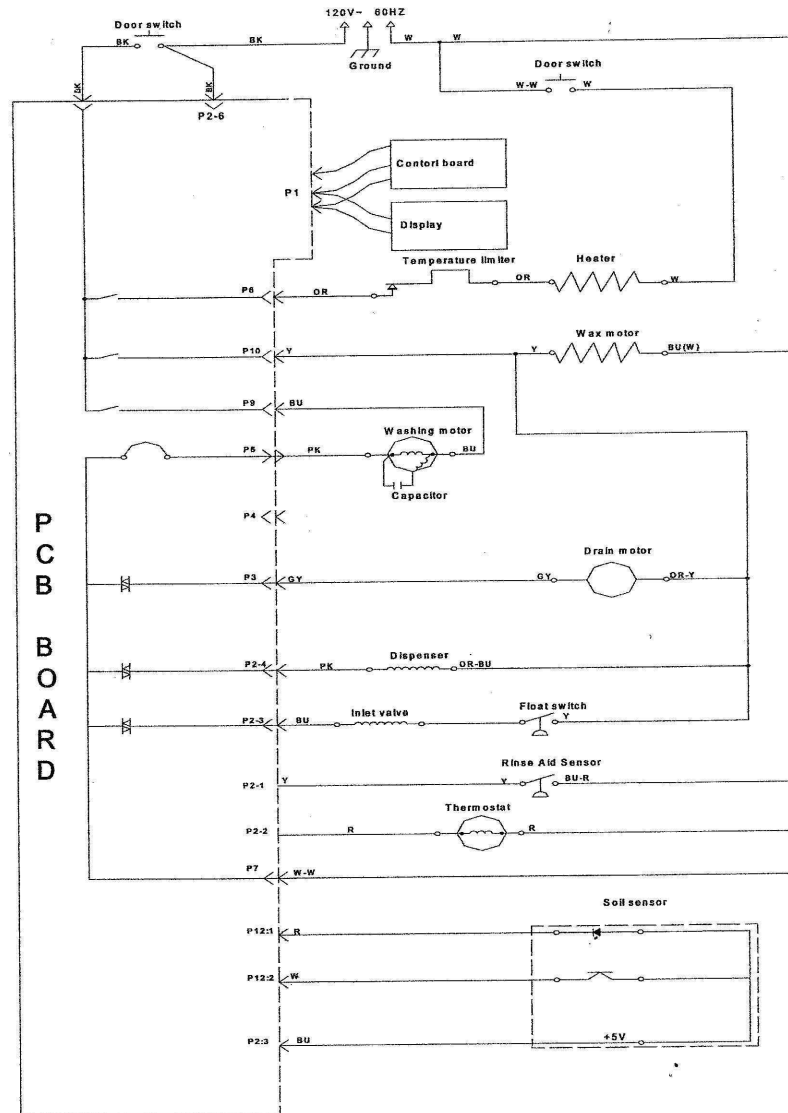 120V~ 60HZ
Door switch
BK
BK
W
W
Ground
Door switch
W-W
W
BK
BK
P2-6
P1
Contorl board
Display
Temperature limiter
Heater
P6
OR
OR
W
Wax motor
P10
Y
Y
BU(W)
P9
BU
Washing motor
P5
PK
BU
Capacitor
P4
PCB BOARD
Drain motor
P3
GY
GY
OR-Y
Dispenser
P2-4
PK
OR-BU
Inlet valve
Float switch
P2-3
BU
Y
Rinse Aid Sensor
P2-1
Y
Y
BU-R
Thermostat
P2-2
R
R
P7
W-W
Soil sensor
P12:1
R
P12:2
W
P2:3
BU
+5V